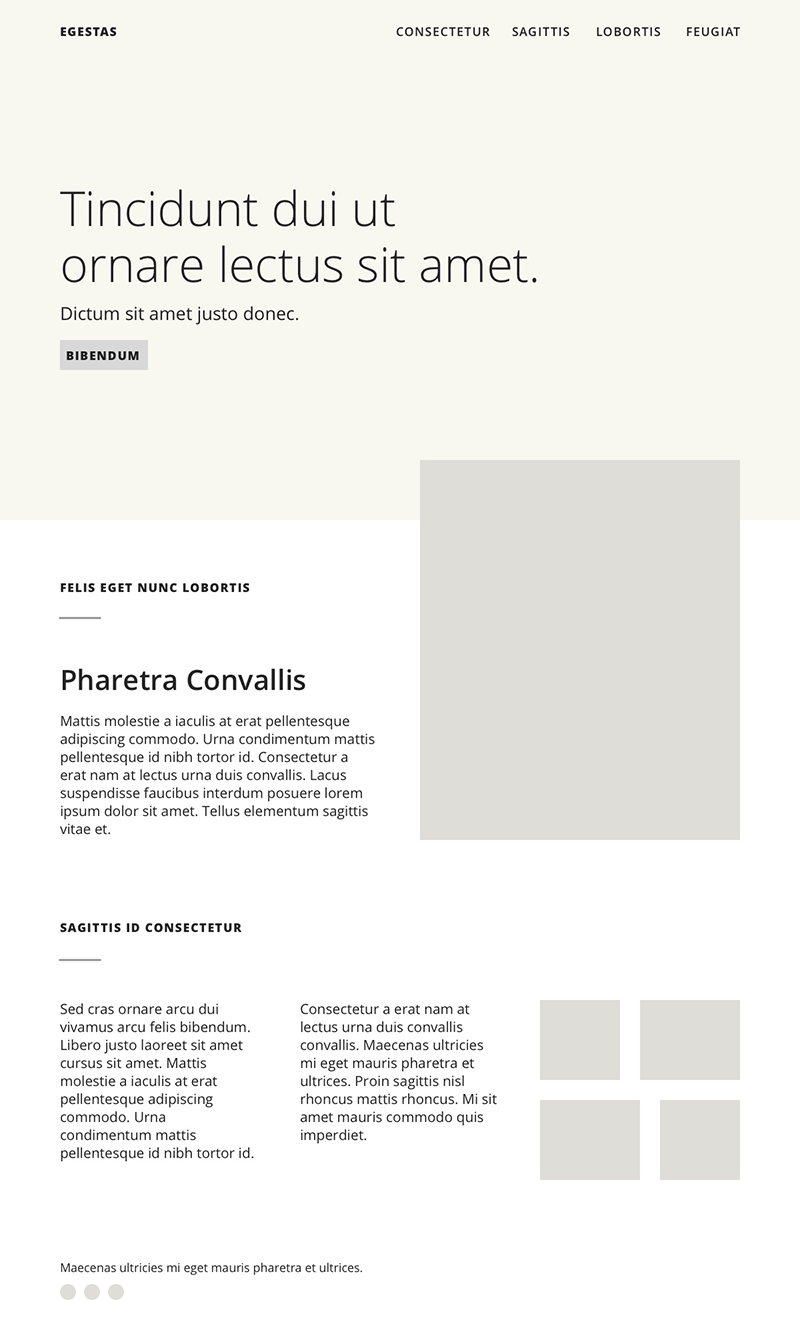 EGESTAS
CONSECTETUR SAGITTIS LOBORTIS FEUGIAT
Tincidunt dui ut
ornare lectus sit amet.
Dictum sit amet justo donec.
BIBENDUM
FELIS EGET NUNC LOBORTIS
Pharetra Convallis
Mattis molestie a iaculis at erat pellentesque
adipiscing commodo. Urna condimentum mattis
pellentesque id nibh tortor id. Consectetur a
erat nam at lectus urna duis convallis. Lacus
suspendisse faucibus interdum posuere lorem
ipsum dolor sit amet. Tellus elementum sagittis
vitae et.
SAGITTIS ID CONSECTETUR
Sed cras ornare arcu dui
vivamus arcu felis bibendum.
Libero justo laoreet sit amet
cursus sit amet. Mattis
molestie a iaculis at erat
pellentesque adipiscing
commodo. Urna
condimentum mattis
pellentesque id nibh tortor id.
Consectetur a erat nam at
lectus urna duis convallis
convallis. Maecenas ultricies
mi eget mauris pharetra et
ultrices. Proin sagittis nisl
rhoncus mattis rhoncus. Mi sit
amet mauris commodo quis
imperdiet.
Maecenas ultricies mi eget mauris pharetra et ultrices.